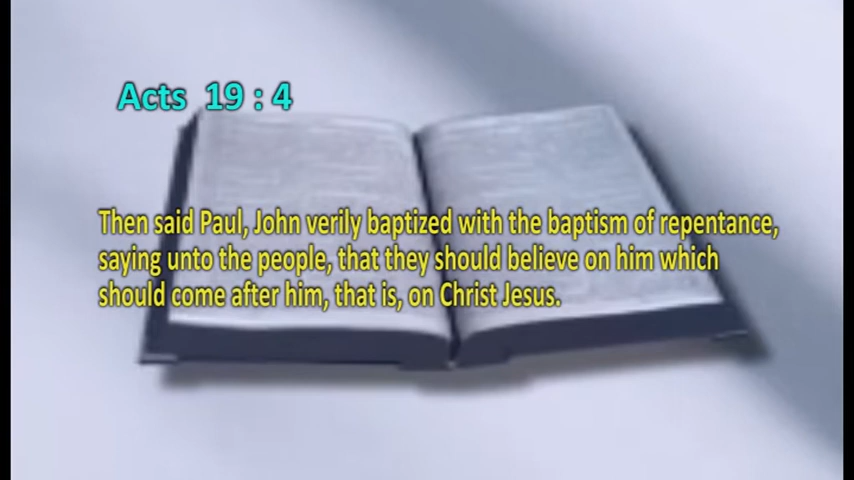 Acts 19 : 4
Then said Paul, John verily baptized with the baptism of repentance,
saying unto the people, that they should believe on him which
should come after him, that is, on Christ Jesus.